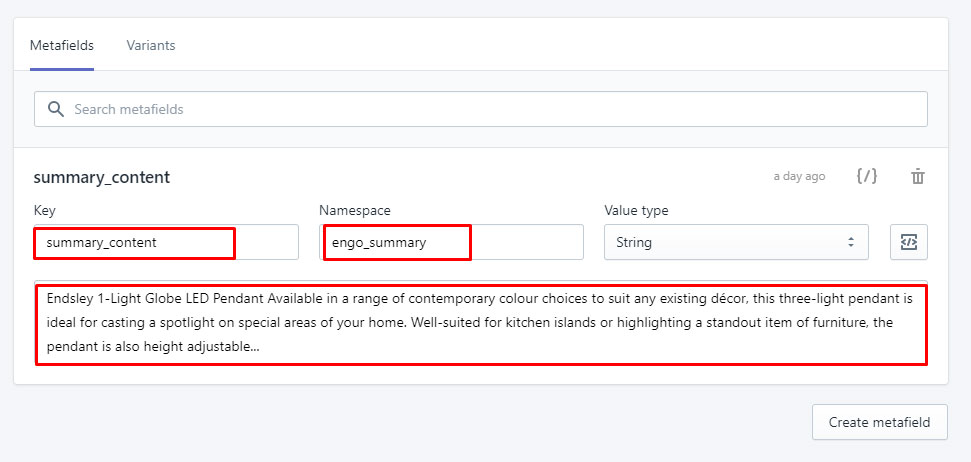 Metafields Variants
Search metafields
summary_content a day ago {/}
Key Namespace Value type
summary_content engo_summary String </>
Endsley 1-Light Globe LED Pendant Available in a range of contemporary colour choices to suit any existing décor, this three-light pendant is
ideal for casting a spotlight on special areas of your home. Well-suited for kitchen islands or highlighting a standout item of furniture, the
pendant is also height adjustable...
Create metafield